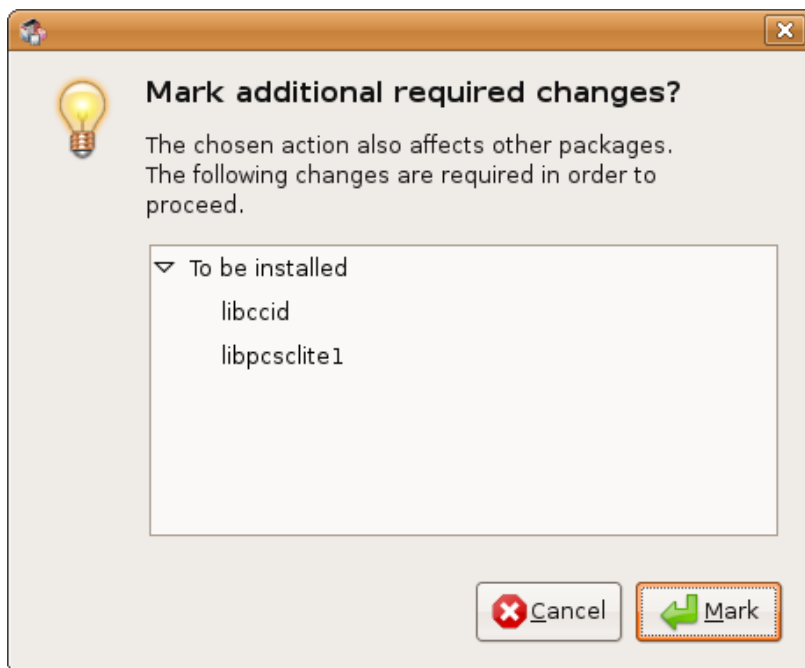 Mark additional required changes?
The chosen action also affects other packages.
The following changes are required in order to
proceed.
To be installed
libccid
libpcsclite1
Cancel
Mark